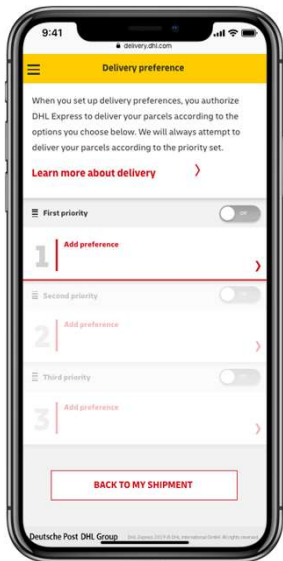 9:41
delivery.dhl.com
Delivery preference
When you set up delivery preferences, you authorize
DHL Express to deliver your parcels according to the
options you choose below. We will always attempt to
deliver your parcels according to the priority set.
Learn more about delivery
First priority
OFF
1
Add preference
Second priority
2
Add preference
Third priority
3
Add preference
BACK TO MY SHIPMENT
Deutsche Post DHL Group